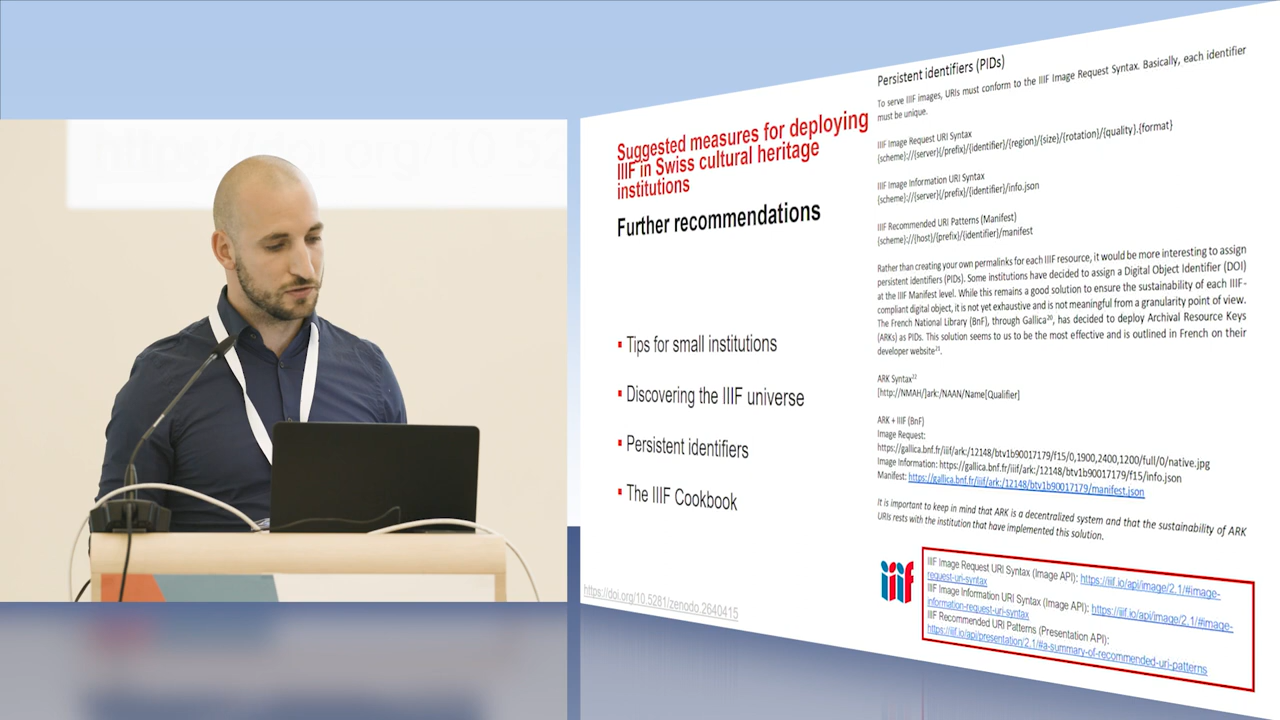 Suggested measures for deploying
IIIF in Swiss cultural heritage
institutions
Further recommendations
▪ Tips for small institutions
▪ Discovering the IIIF universe
▪ Persistent identifiers
▪ The IIIF Cookbook
https://doi.org/10.5281/zenodo.2640415
Persistent identifiers (PIDs)
To serve IIIF images, URIs must conform to the IIIF Image Request Syntax. Basically, each identifier
must be unique.
IIIF Image Request URI Syntax
{scheme}://{server}{/prefix}/{identifier}/{region}/{size}/{rotation}/{quality}.{format}
IIIF Image Information URI Syntax
{scheme}://{server}{/prefix}/{identifier}/info.json
IIIF Recommended URI Patterns (Manifest)
{scheme}://{host}/{prefix}/{identifier}/manifest
Rather than creating your own permalinks for each IIIF resource, it would be more interesting to assign
persistent identifiers (PIDs). Some institutions have decided to assign a Digital Object Identifier (DOI)
at the IIIF Manifest level. While this remains a good solution to ensure the sustainability of each IIIF-
compliant digital object, it is not yet exhaustive and is not meaningful from a granularity point of view.
The French National Library (BnF), through Gallica²⁰, has decided to deploy Archival Resource Keys
(ARKs) as PIDs. This solution seems to us to be the most effective and is outlined in French on their
developer website²¹.
ARK Syntax²²
[http://NMAH/]ark:/NAAN/Name[Qualifier]
ARK + IIIF (BnF)
Image Request:
https://gallica.bnf.fr/iiif/ark:/12148/btv1b90017179/f15/0,1900,2400,1200/full/0/native.jpg
Image Information: https://gallica.bnf.fr/iiif/ark:/12148/btv1b90017179/f15/info.json
Manifest: https://gallica.bnf.fr/iiif/ark:/12148/btv1b90017179/manifest.json
It is important to keep in mind that ARK is a decentralized system and that the sustainability of ARK
URIs rests with the institution that have implemented this solution.
iiif
IIIF Image Request URI Syntax (Image API): https://iiif.io/api/image/2.1/#image-
request-uri-syntax
IIIF Image Information URI Syntax (Image API): https://iiif.io/api/image/2.1/#image-
information-request-uri-syntax
IIIF Recommended URI Patterns (Presentation API):
https://iiif.io/api/presentation/2.1/#a-summary-of-recommended-uri-patterns